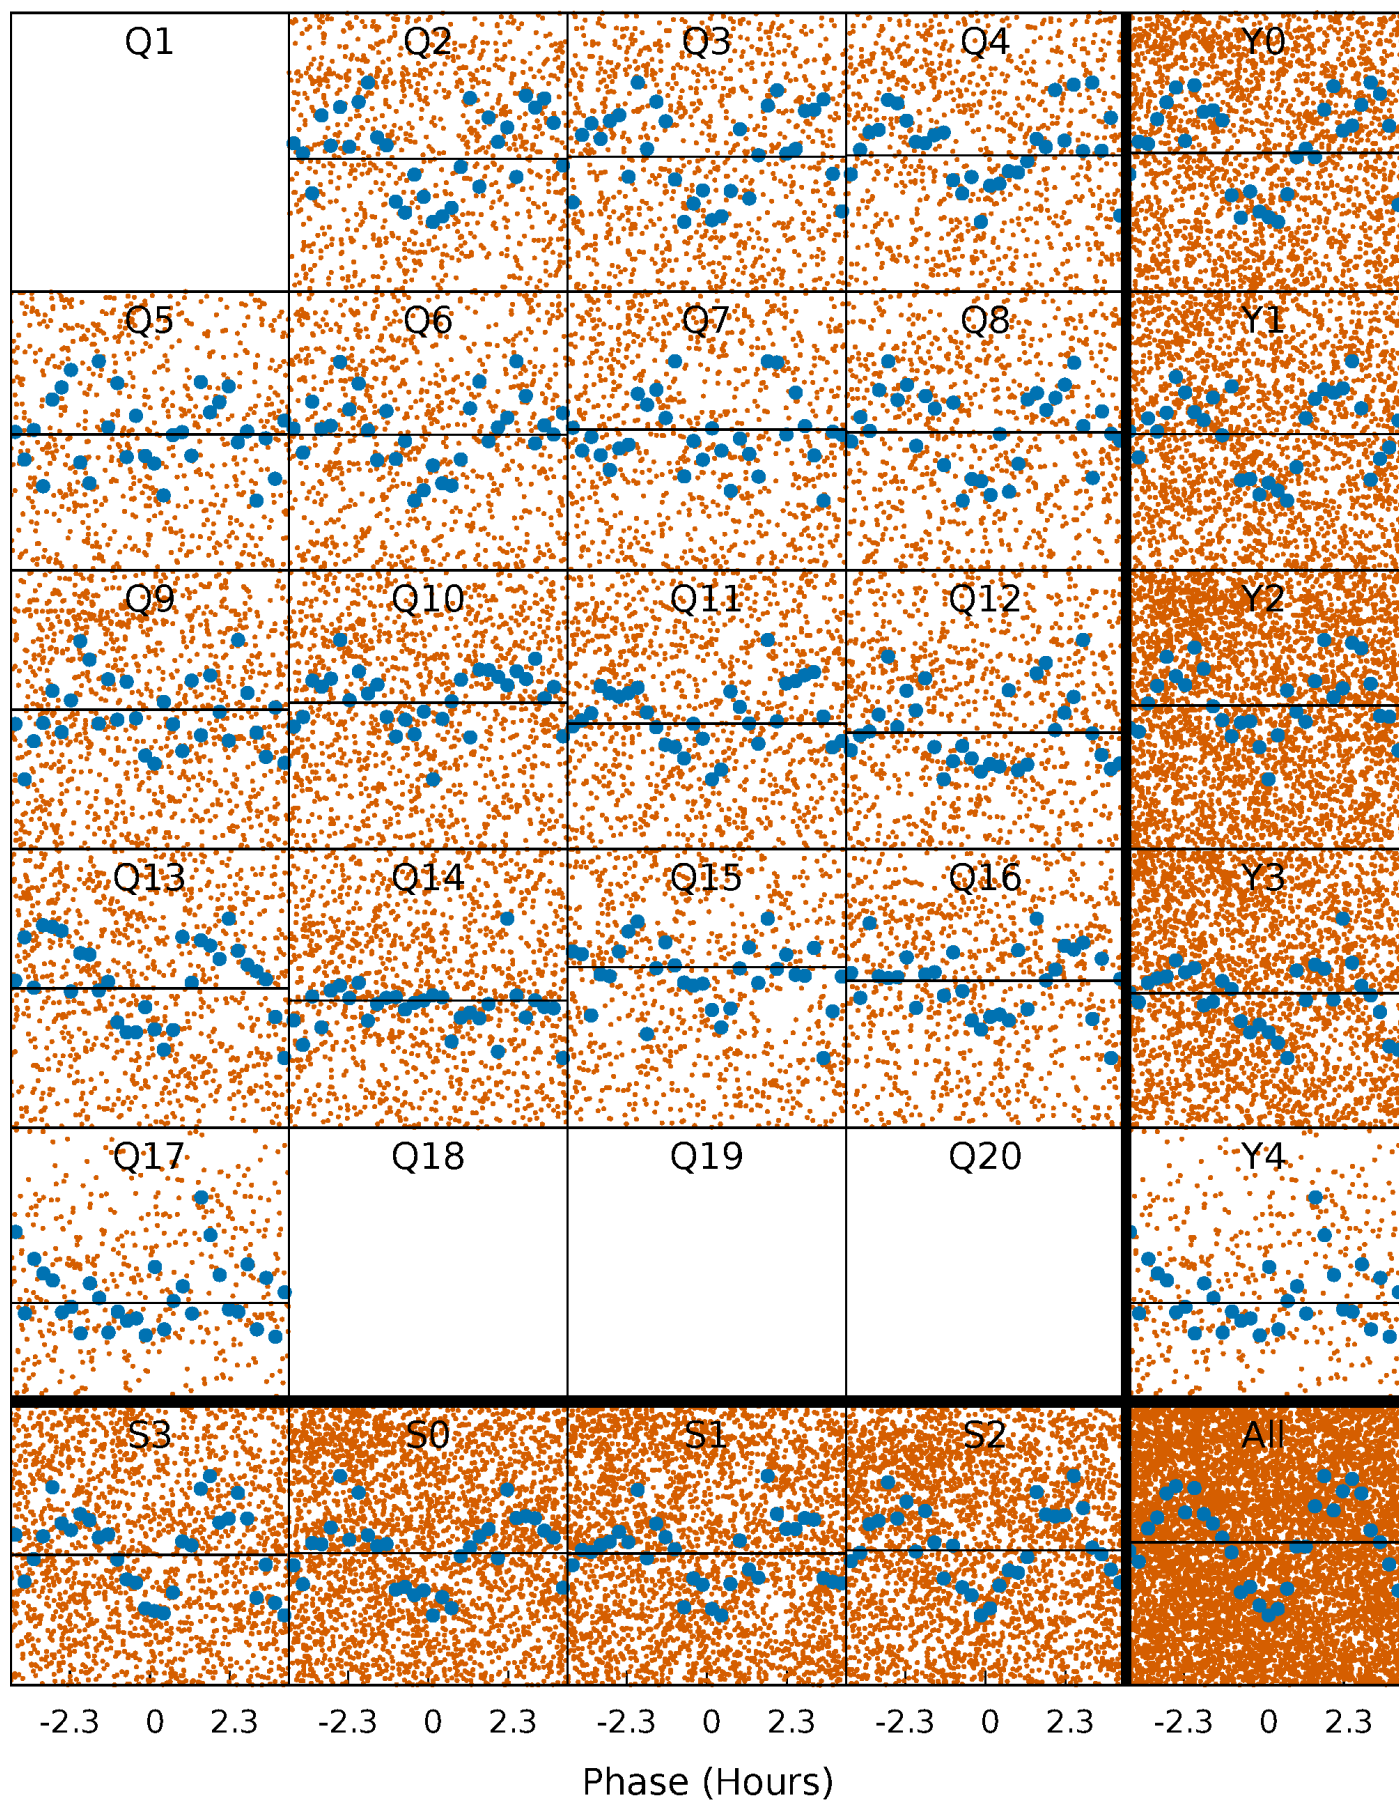 Q1 Q2 Q3 Q4 Y0
Q5 Q6 Q7 Q8 Y1
Q9 Q10 Q11 Q12 Y2
Q13 Q14 Q15 Q16 Y3
Q17 Q18 Q19 Q20 Y4
S3 S0 S1 S2 All
-2.3 0 2.3 -2.3 0 2.3 -2.3 0 2.3 -2.3 0 2.3 -2.3 0 2.3
Phase (Hours)